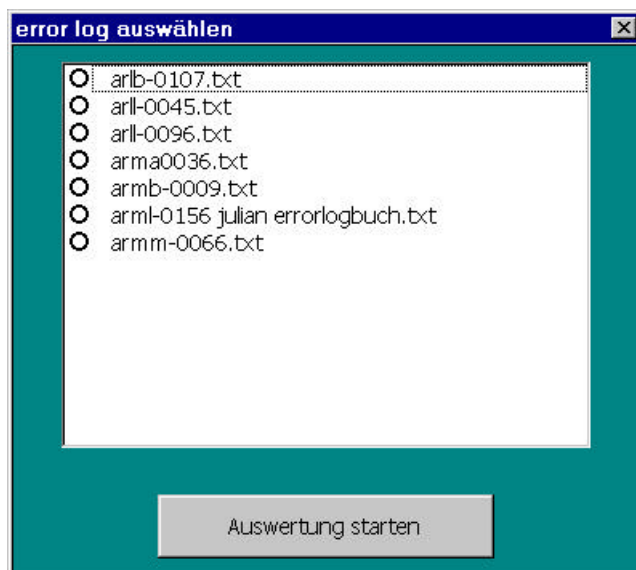 error log auswählen
arlb-0107.txt
arll-0045.txt
arll-0096.txt
arma0036.txt
armb-0009.txt
arml-0156 julian errorlogbuch.txt
armm-0066.txt
Auswertung starten